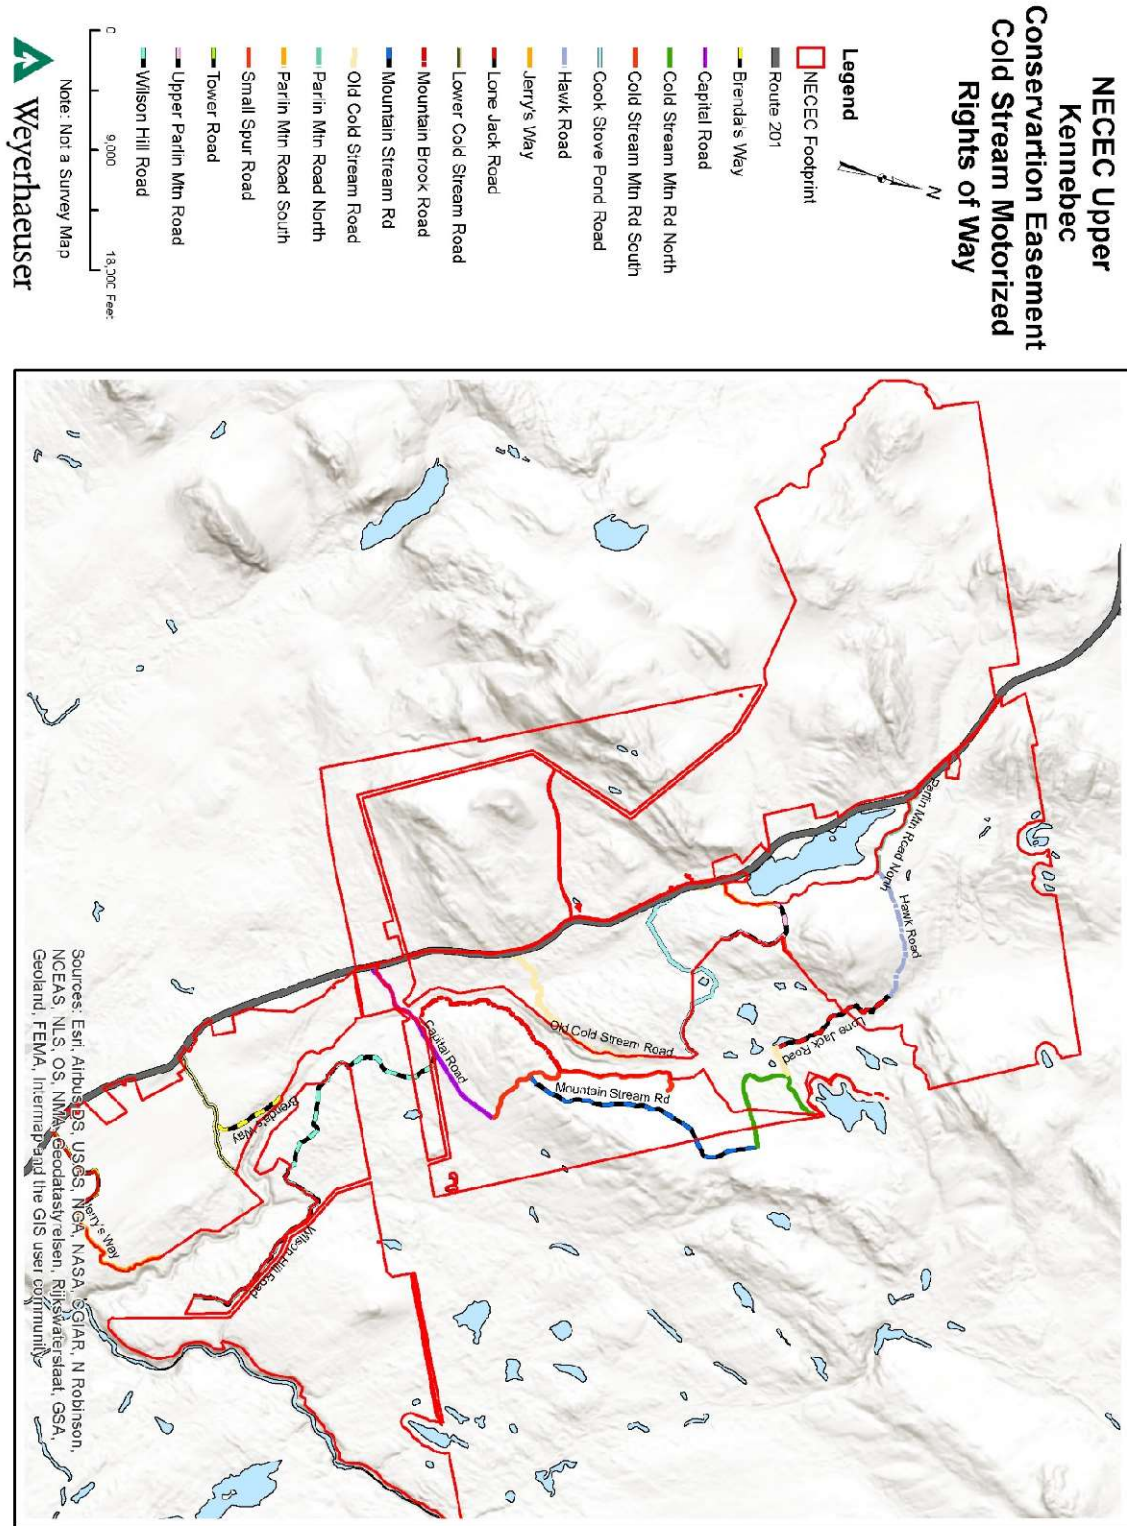 NECEC Upper
Kennebec
Conservartion Easement
Cold Stream Motorized
Rights of Way
N
Legend
NECEC Footprint
Route 201
Brenda's Way
Capital Road
Cold Stream Mtn Rd North
Cold Stream Mtn Rd South
Cook Stove Pond Road
Hawk Road
Jerry's Way
Lone Jack Road
Lower Cold Stream Road
Mountain Brook Road
Mountain Stream Rd
Old Cold Stream Road
Parlin Mtn Road North
Parlin Mtn Road South
Small Spur Road
Tower Road
Upper Parlin Mtn Road
Wilson Hill Road
0 9,000 18,000 Feet
Note: Not a Survey Map
Weyerhaeuser
Parlin Mtn Road North
Hawk Road
Lone Jack Road
Old Cold Stream Road
Mountain Stream Rd
Capital Road
Brenda's Way
Wilson Hill Road
Jerry's Way
Sources: Esri, Airbus DS, USGS, NGA, NASA, CGIAR, N Robinson,
NCEAS, NLS, OS, NMA, Geodatastyrelsen, Rijkswaterstaat, GSA,
Geoland, FEMA, Intermap and the GIS user community